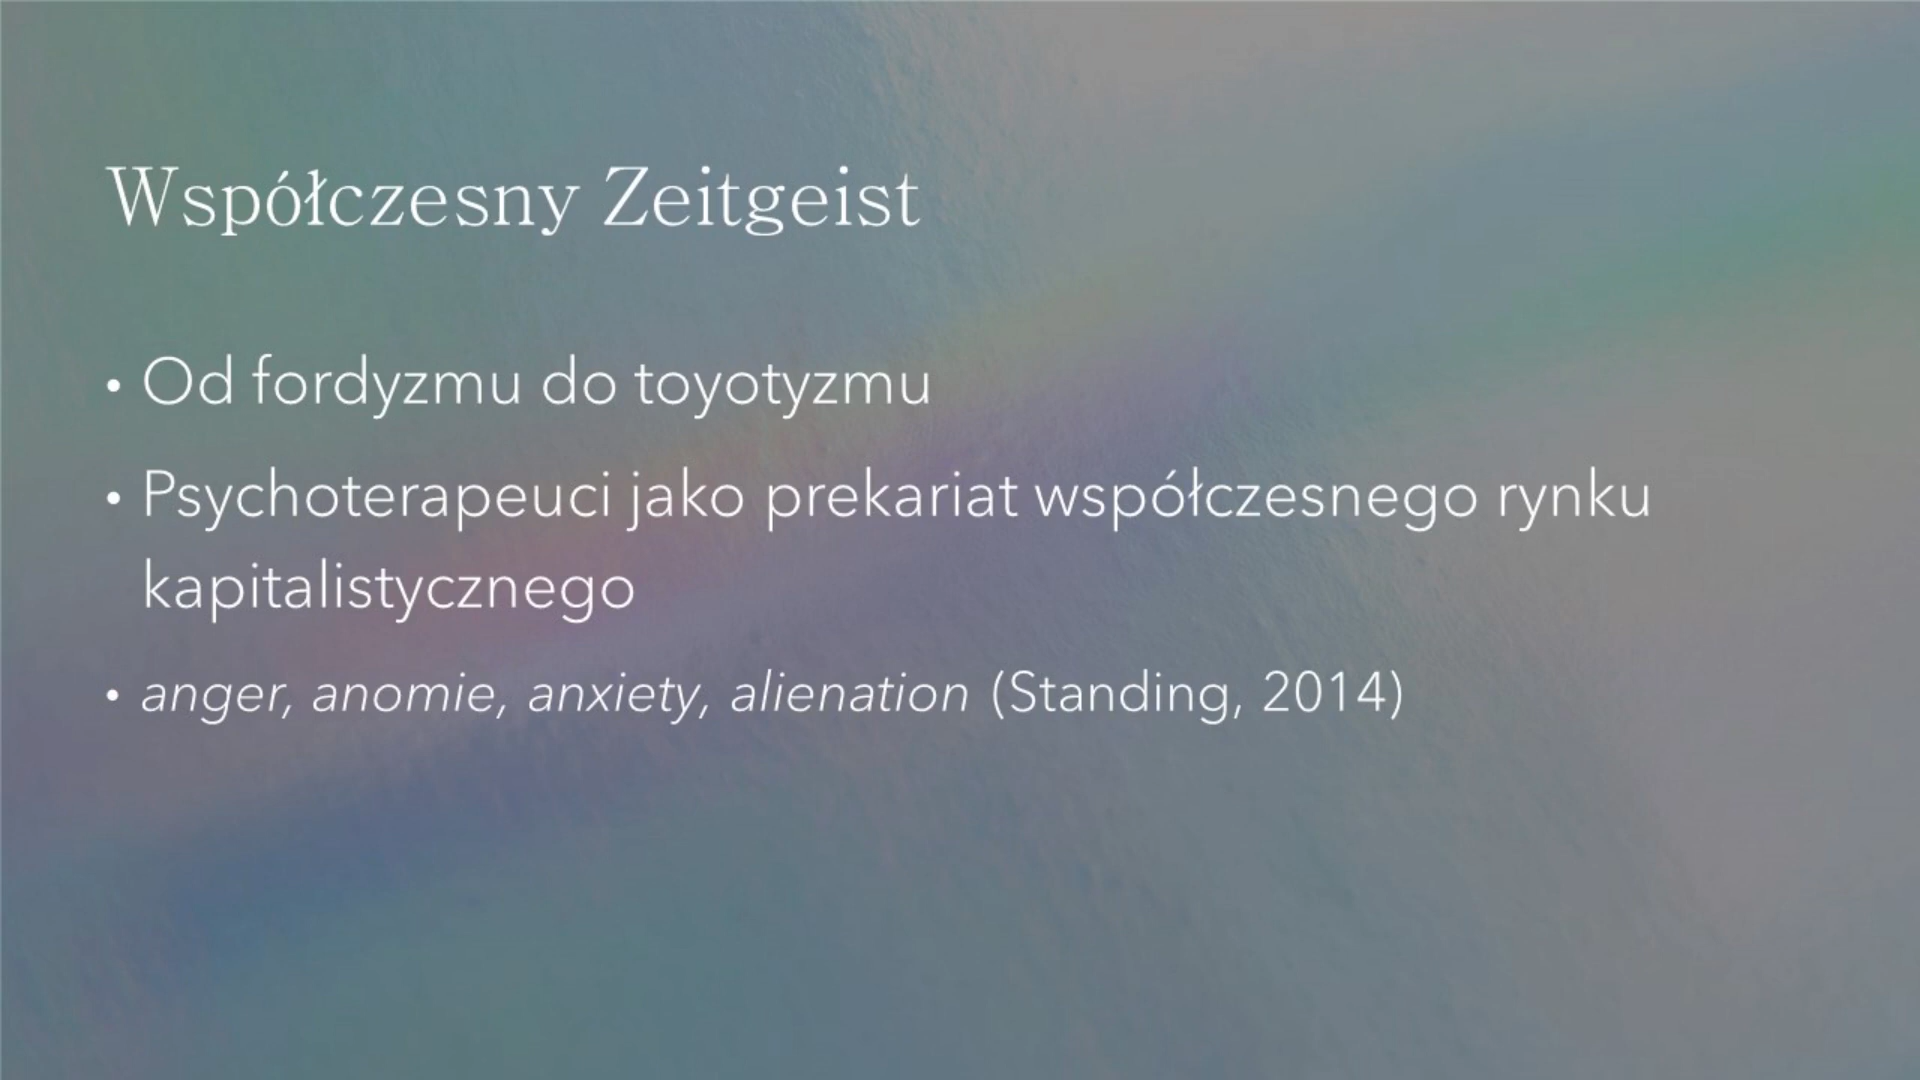 Współczesny Zeitgeist
• Od fordyzmu do toyotyzmu
• Psychoterapeuci jako prekariat współczesnego rynku
kapitalistycznego
• anger, anomie, anxiety, alienation (Standing, 2014)